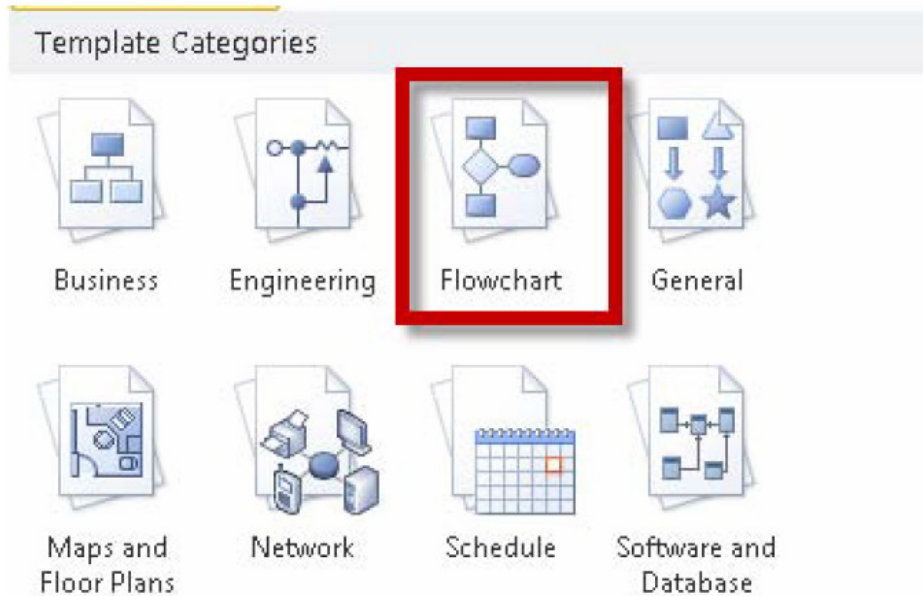 Template Categories
Business Engineering Flowchart General
Maps and Floor Plans Network Schedule Software and Database